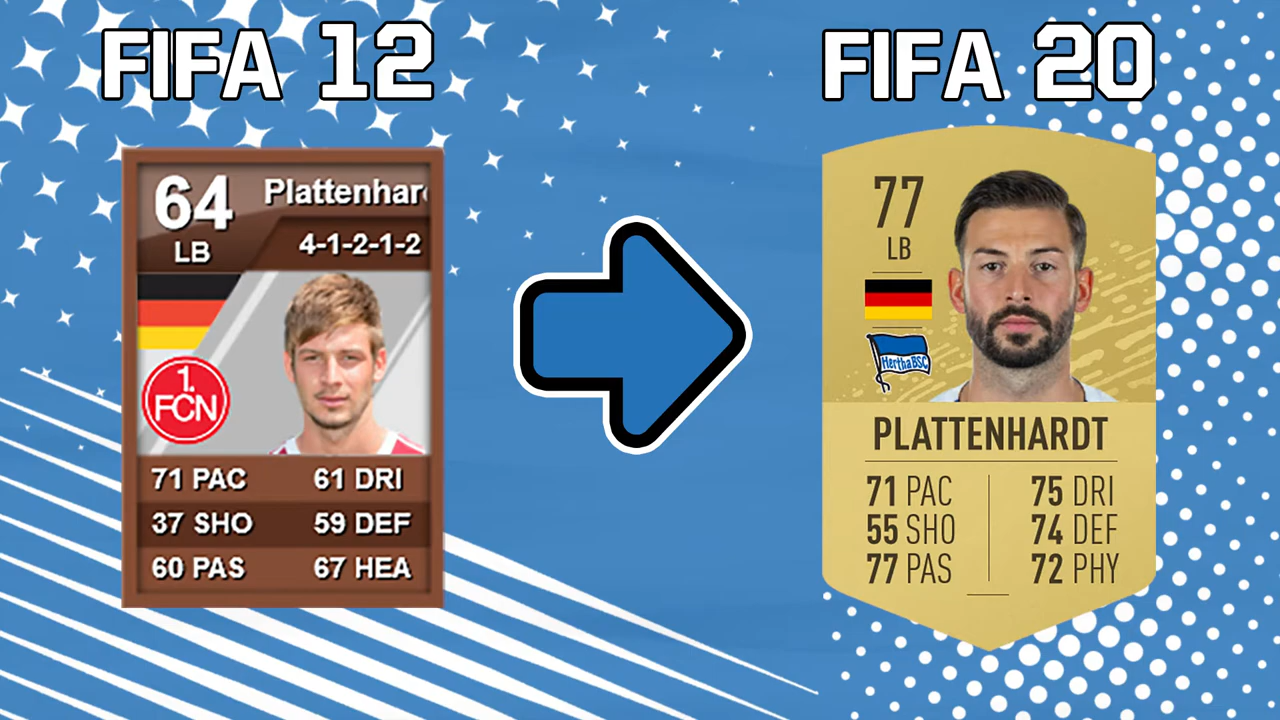 FIFA 12
FIFA 20
64
Plattenhar
LB
4-1-2-1-2
1.
FCN
71 PAC 61 DRI
37 SHO 59 DEF
60 PAS 67 HEA
77
LB
Hertha BSC
PLATTENHARDT
71 PAC 75 DRI
55 SHO 74 DEF
77 PAS 72 PHY